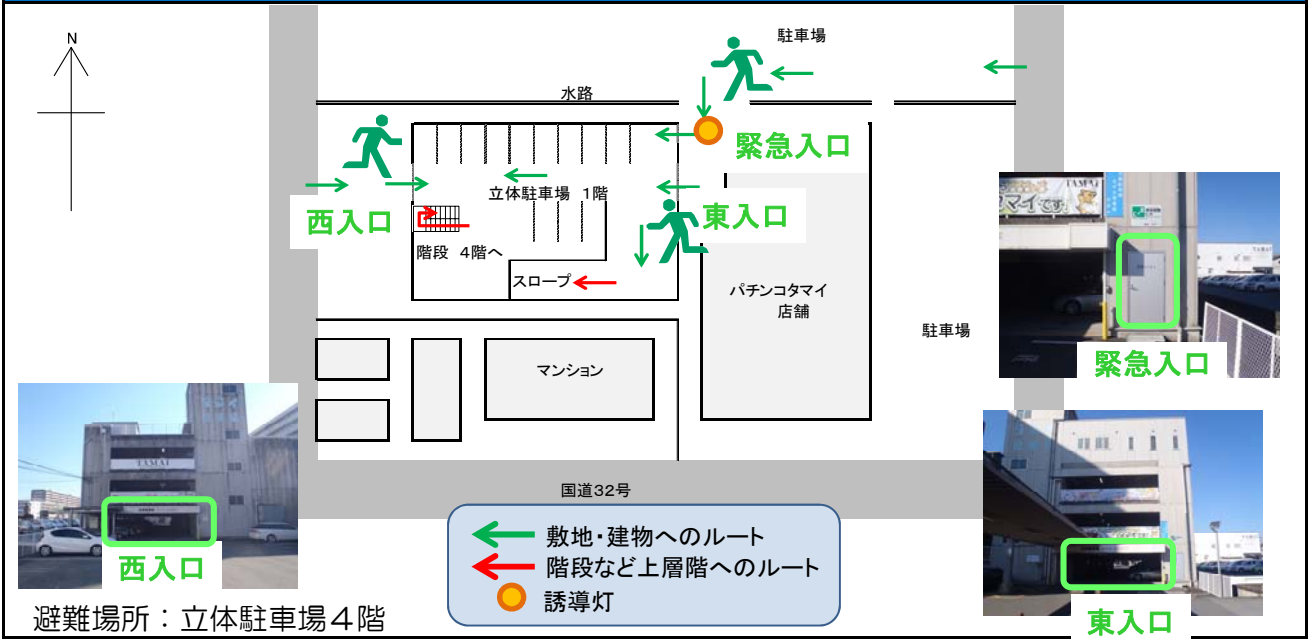 N
駐車場
水路
緊急入口
立体駐車場 1階
西入口
東入口
階段 4階へ
スロープ
パチンコタマイ
店舗
駐車場
マンション
TAMAI
マイです!
緊急入口
TAMAI
西入口
国道32号
敷地・建物へのルート
階段など上層階へのルート
誘導灯
東入口
避難場所：立体駐車場4階